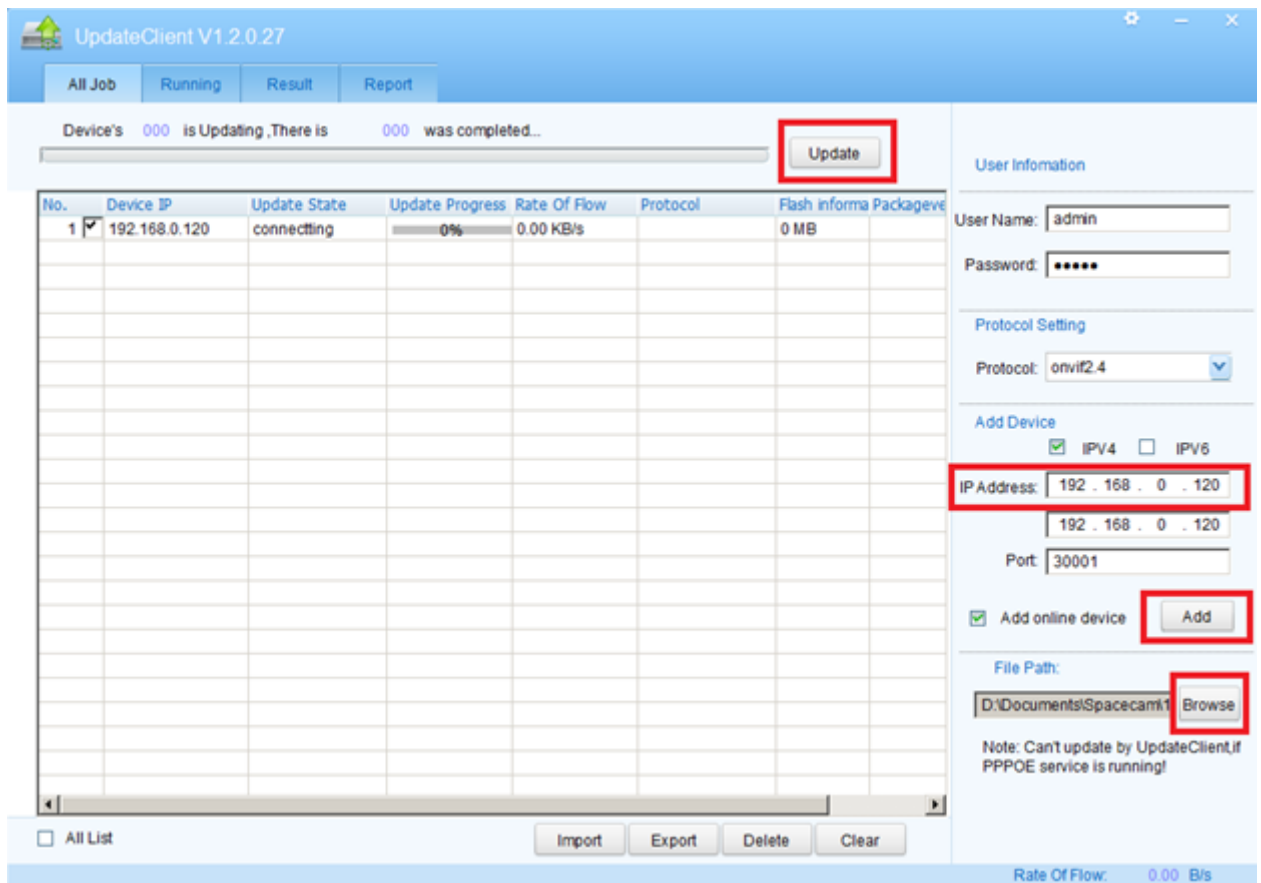 UpdateClient V1.2.0.27
All Job Running Result Report
Device's 000 is Updating ,There is 000 was completed...
Update
No. Device IP Update State Update Progress Rate Of Flow Protocol Flash informa Packageve
1 192.168.0.120 connectting 0% 0.00 KB/s 0 MB
User Infomation
User Name: admin
Password: •••••
Protocol Setting
Protocol: onvif2.4
Add Device
IPV4 IPV6
IP Address: 192 . 168 . 0 . 120
192 . 168 . 0 . 120
Port: 30001
Add online device Add
File Path:
D:\Documents\Spacecam\1 Browse
Note: Can't update by UpdateClient,if
PPPOE service is running!
All List Import Export Delete Clear
Rate Of Flow: 0.00 B/s